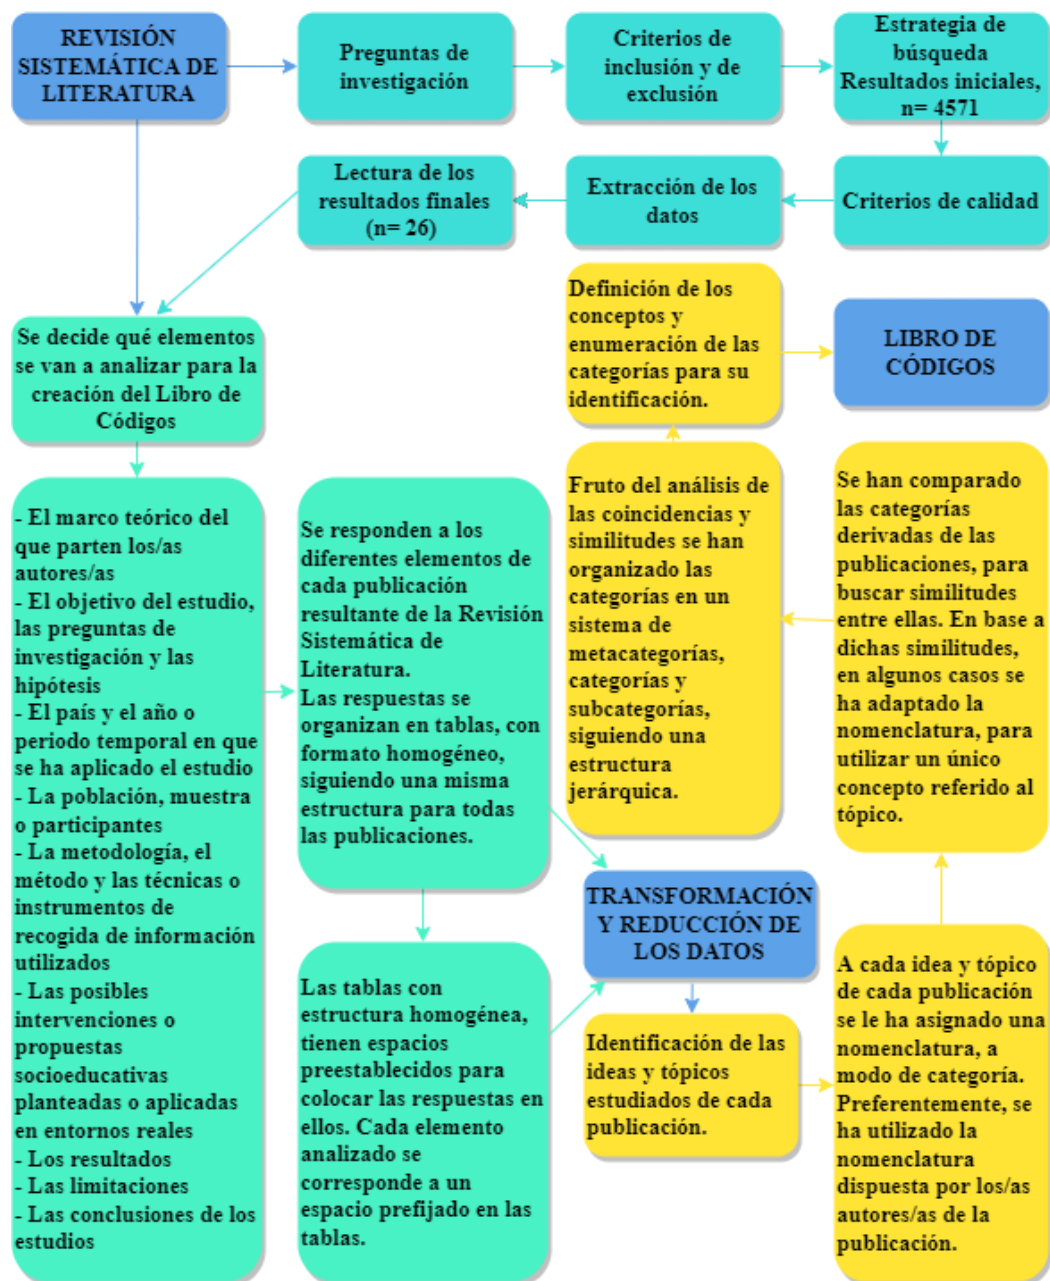 REVISIÓN
SISTEMÁTICA DE
LITERATURA
Preguntas de
investigación
Criterios de
inclusión y de
exclusión
Estrategia de
búsqueda
Resultados iniciales,
n= 4571
Criterios de calidad
Extracción de los
datos
Lectura de los
resultados finales
(n= 26)
Se decide qué elementos
se van a analizar para la
creación del Libro de
Códigos
- El marco teórico del
que parten los/as
autores/as
- El objetivo del estudio,
las preguntas de
investigación y las
hipótesis
- El país y el año o
periodo temporal en que
se ha aplicado el estudio
- La población, muestra
o participantes
- La metodología, el
método y las técnicas o
instrumentos de
recogida de información
utilizados
- Las posibles
intervenciones o
propuestas
socioeducativas
planteadas o aplicadas
en entornos reales
- Los resultados
- Las limitaciones
- Las conclusiones de los
estudios
Se responden a los
diferentes elementos de
cada publicación
resultante de la Revisión
Sistemática de
Literatura.
Las respuestas se
organizan en tablas, con
formato homogéneo,
siguiendo una misma
estructura para todas
las publicaciones.
Las tablas con
estructura homogénea,
tienen espacios
preestablecidos para
colocar las respuestas en
ellos. Cada elemento
analizado se
corresponde a un
espacio prefijado en las
tablas.
TRANSFORMACIÓN
Y REDUCCIÓN DE
LOS DATOS
Identificación de las
ideas y tópicos
estudiados de cada
publicación.
A cada idea y tópico
de cada publicación
se le ha asignado una
nomenclatura, a
modo de categoría.
Preferentemente, se
ha utilizado la
nomenclatura
dispuesta por los/as
autores/as de la
publicación.
Se han comparado
las categorías
derivadas de las
publicaciones, para
buscar similitudes
entre ellas. En base a
dichas similitudes,
en algunos casos se
ha adaptado la
nomenclatura, para
utilizar un único
concepto referido al
tópico.
Fruto del análisis de
las coincidencias y
similitudes se han
organizado las
categorías en un
sistema de
metacategorías,
categorías y
subcategorías,
siguiendo una
estructura
jerárquica.
Definición de los
conceptos y
enumeración de las
categorías para su
identificación.
LIBRO DE
CÓDIGOS